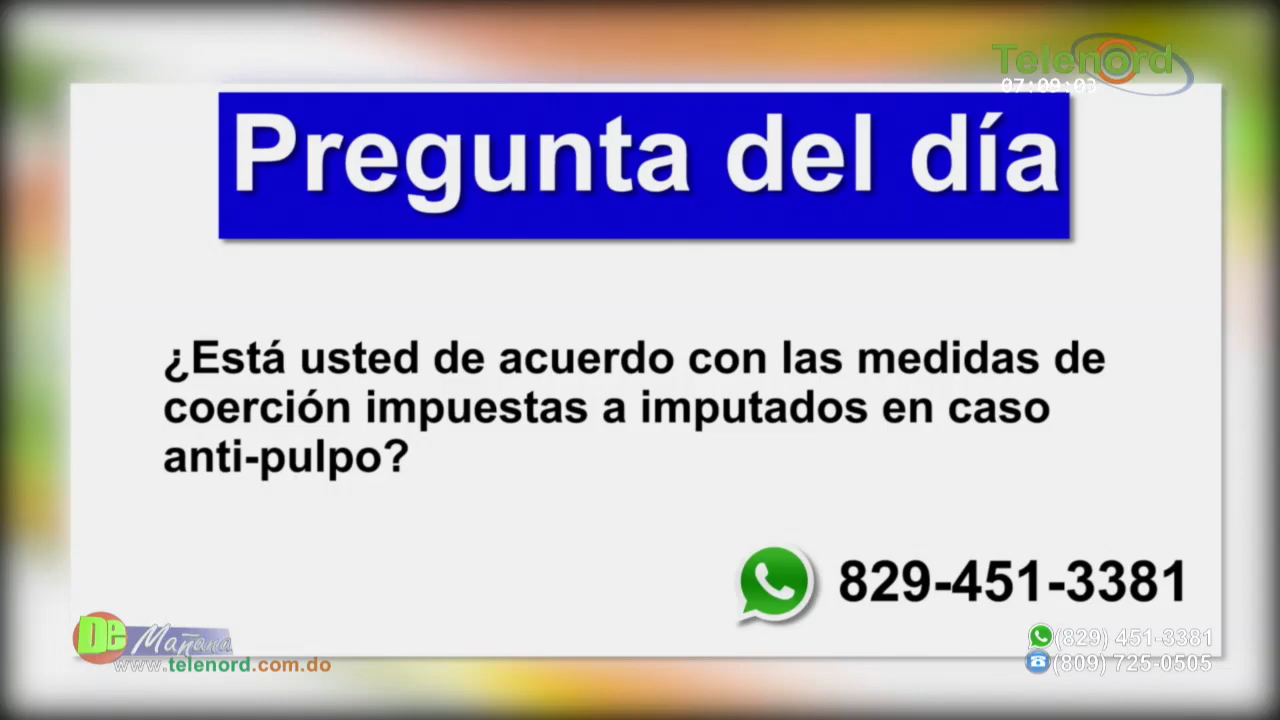 Telenord
07:09:03
Pregunta del día
¿Está usted de acuerdo con las medidas de
coerción impuestas a imputados en caso
anti-pulpo?
829-451-3381
De Mañana
www.telenord.com.do
(829) 451-3381
(809) 725-0505